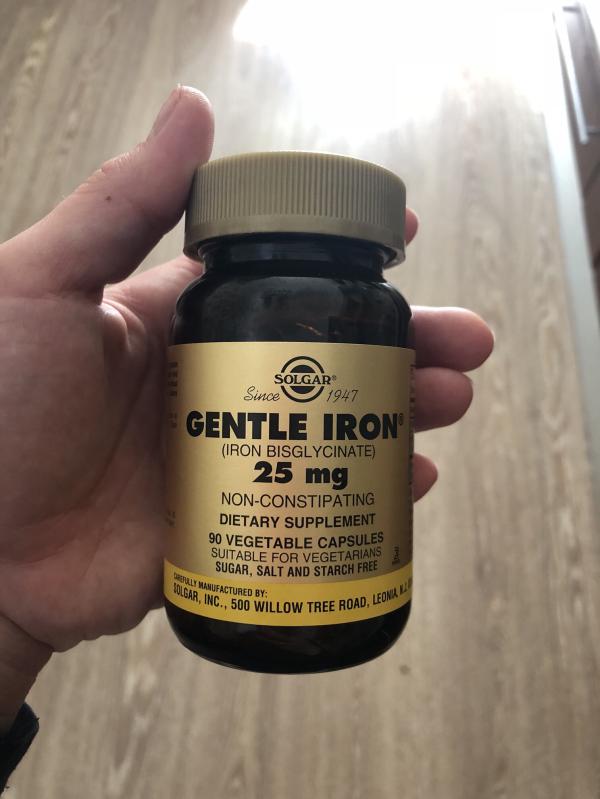 SOLGAR®
Since 1947
GENTLE IRON®
(IRON BISGLYCINATE)
25 mg
NON-CONSTIPATING
DIETARY SUPPLEMENT
90 VEGETABLE CAPSULES
SUITABLE FOR VEGETARIANS
SUGAR, SALT AND STARCH FREE
CAREFULLY MANUFACTURED BY:
SOLGAR, INC., 500 WILLOW TREE ROAD, LEONIA, N.J.